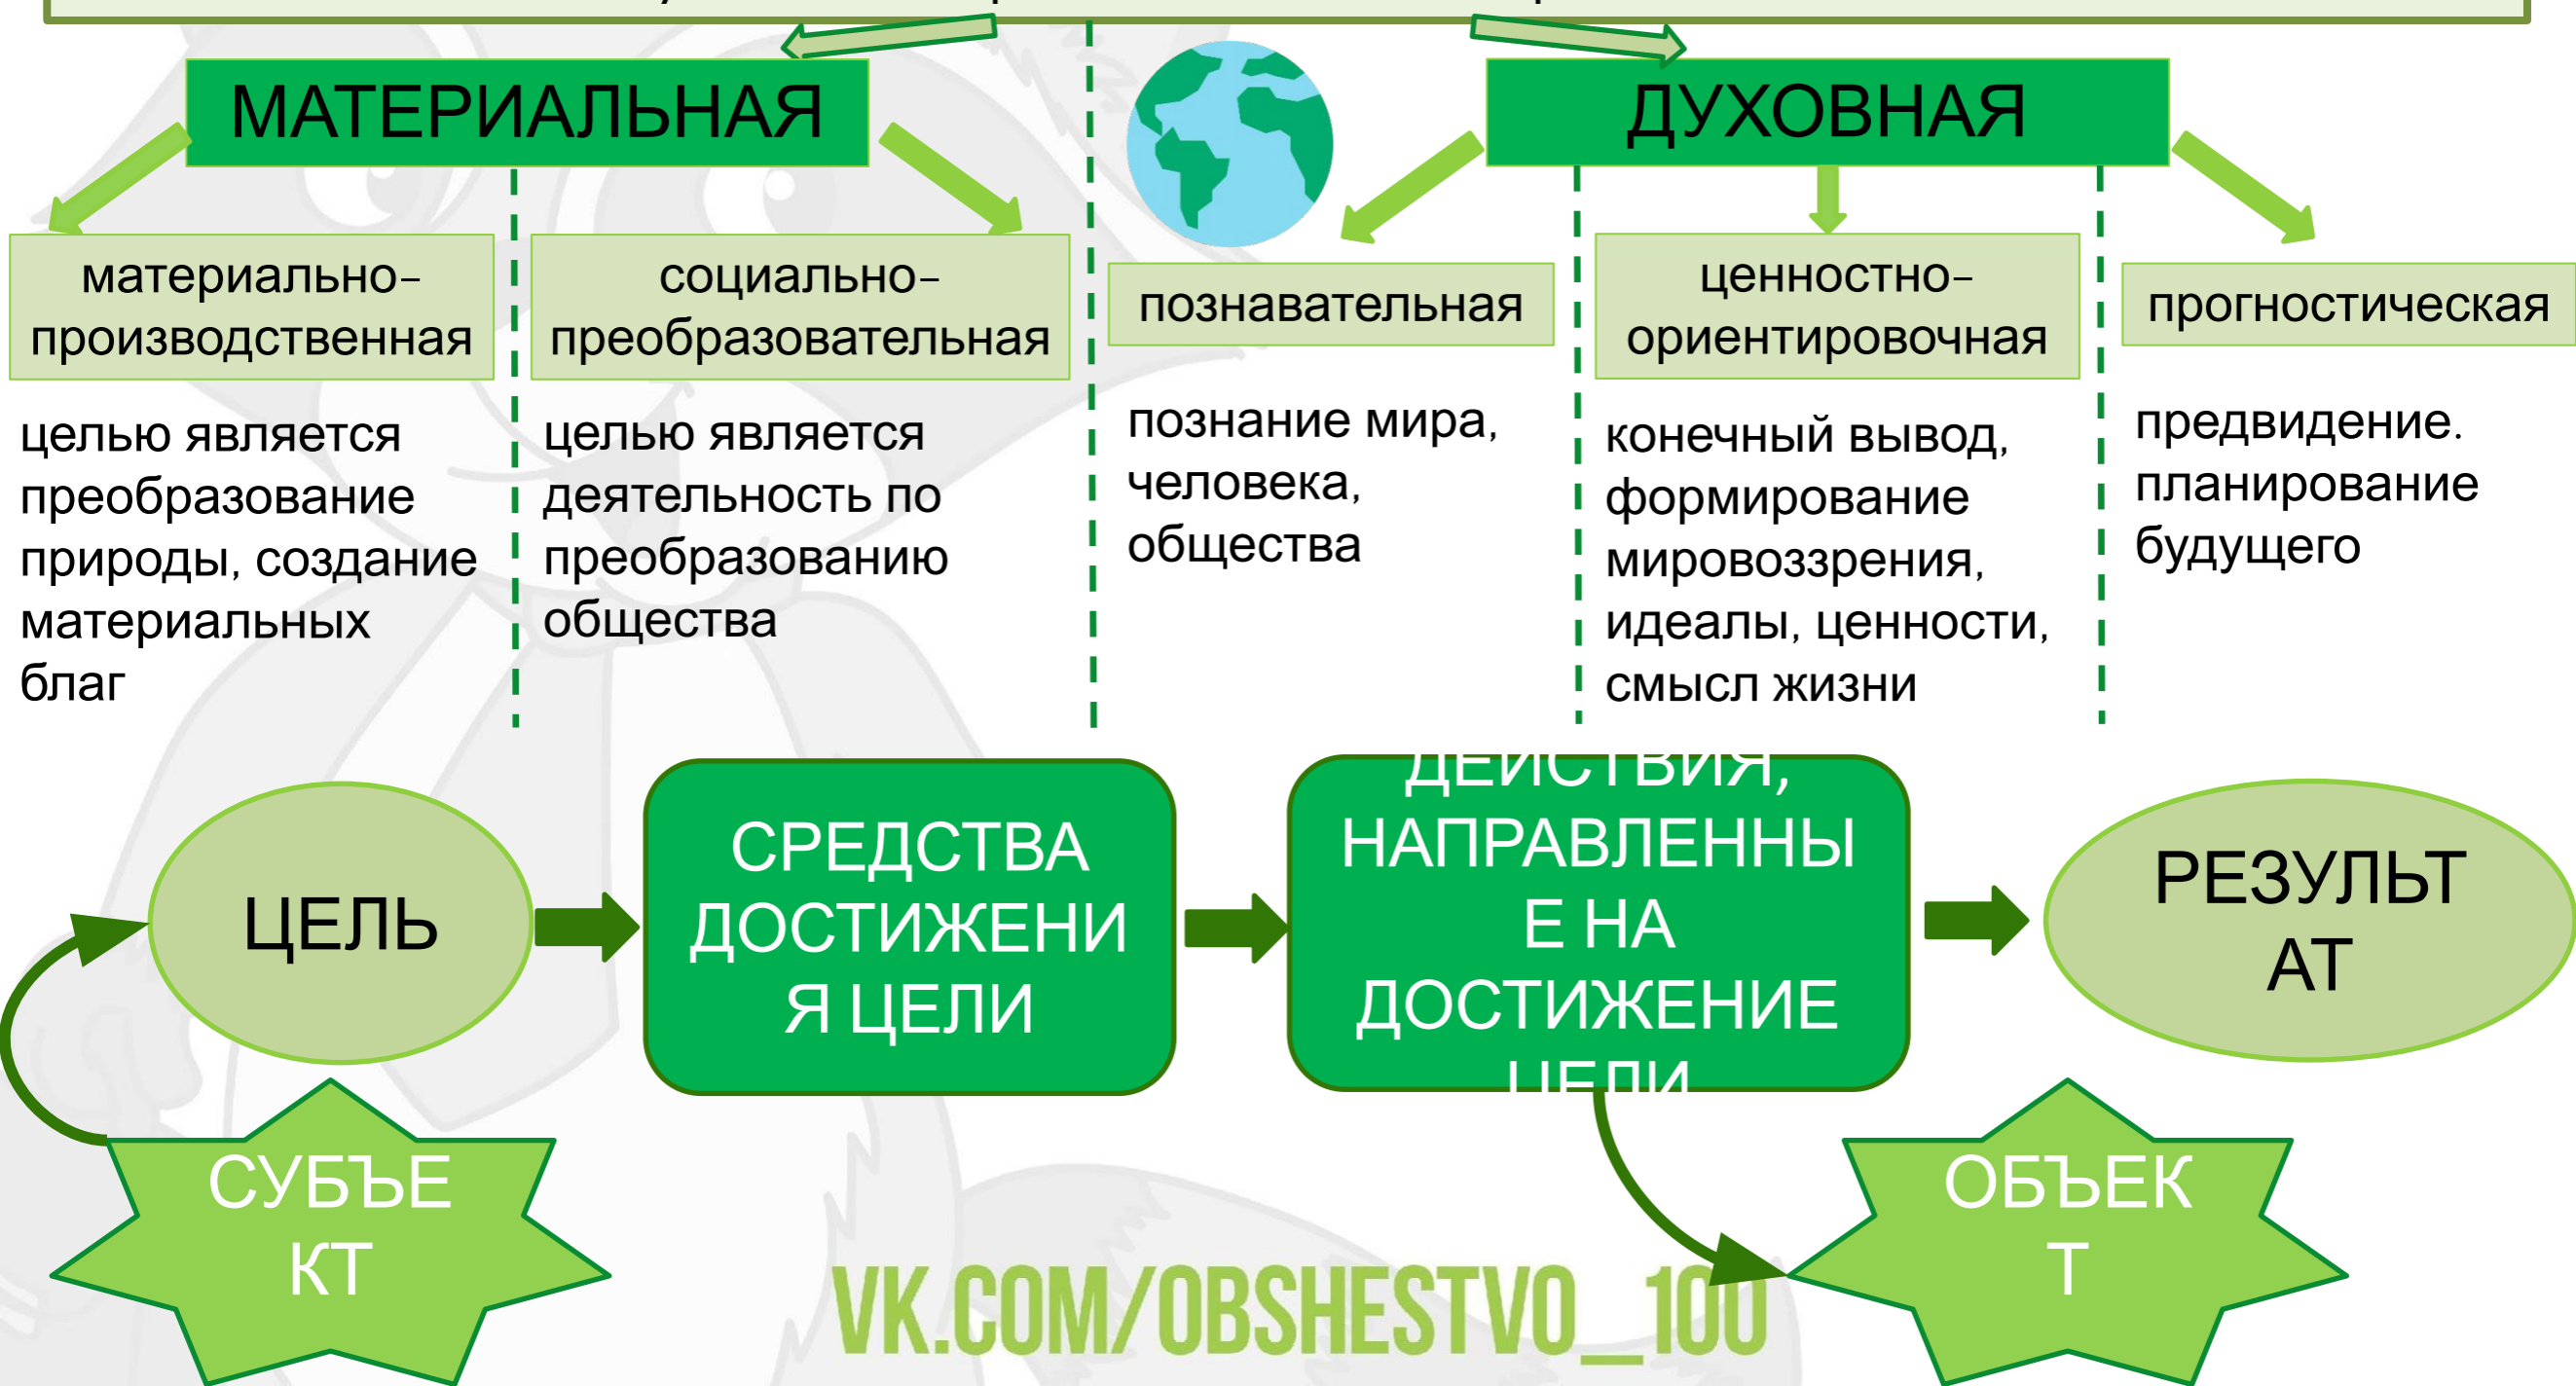 МАТЕРИАЛЬНАЯ
ДУХОВНАЯ
материально-
производственная
социально-
преобразовательная
познавательная
ценностно-
ориентировочная
прогностическая
целью является
преобразование
природы, создание
материальных
благ
целью является
деятельность по
преобразованию
общества
познание мира,
человека,
общества
конечный вывод,
формирование
мировоззрения,
идеалы, ценности,
смысл жизни
предвидение.
планирование
будущего
ЦЕЛЬ
СРЕДСТВА
ДОСТИЖЕНИ
Я ЦЕЛИ
ДЕЙСТВИЯ,
НАПРАВЛЕННЫ
Е НА
ДОСТИЖЕНИЕ
ЦЕЛИ
РЕЗУЛЬТ
АТ
СУБЪЕ
КТ
ОБЪЕК
Т
VK.COM/OBSHESTVO_100